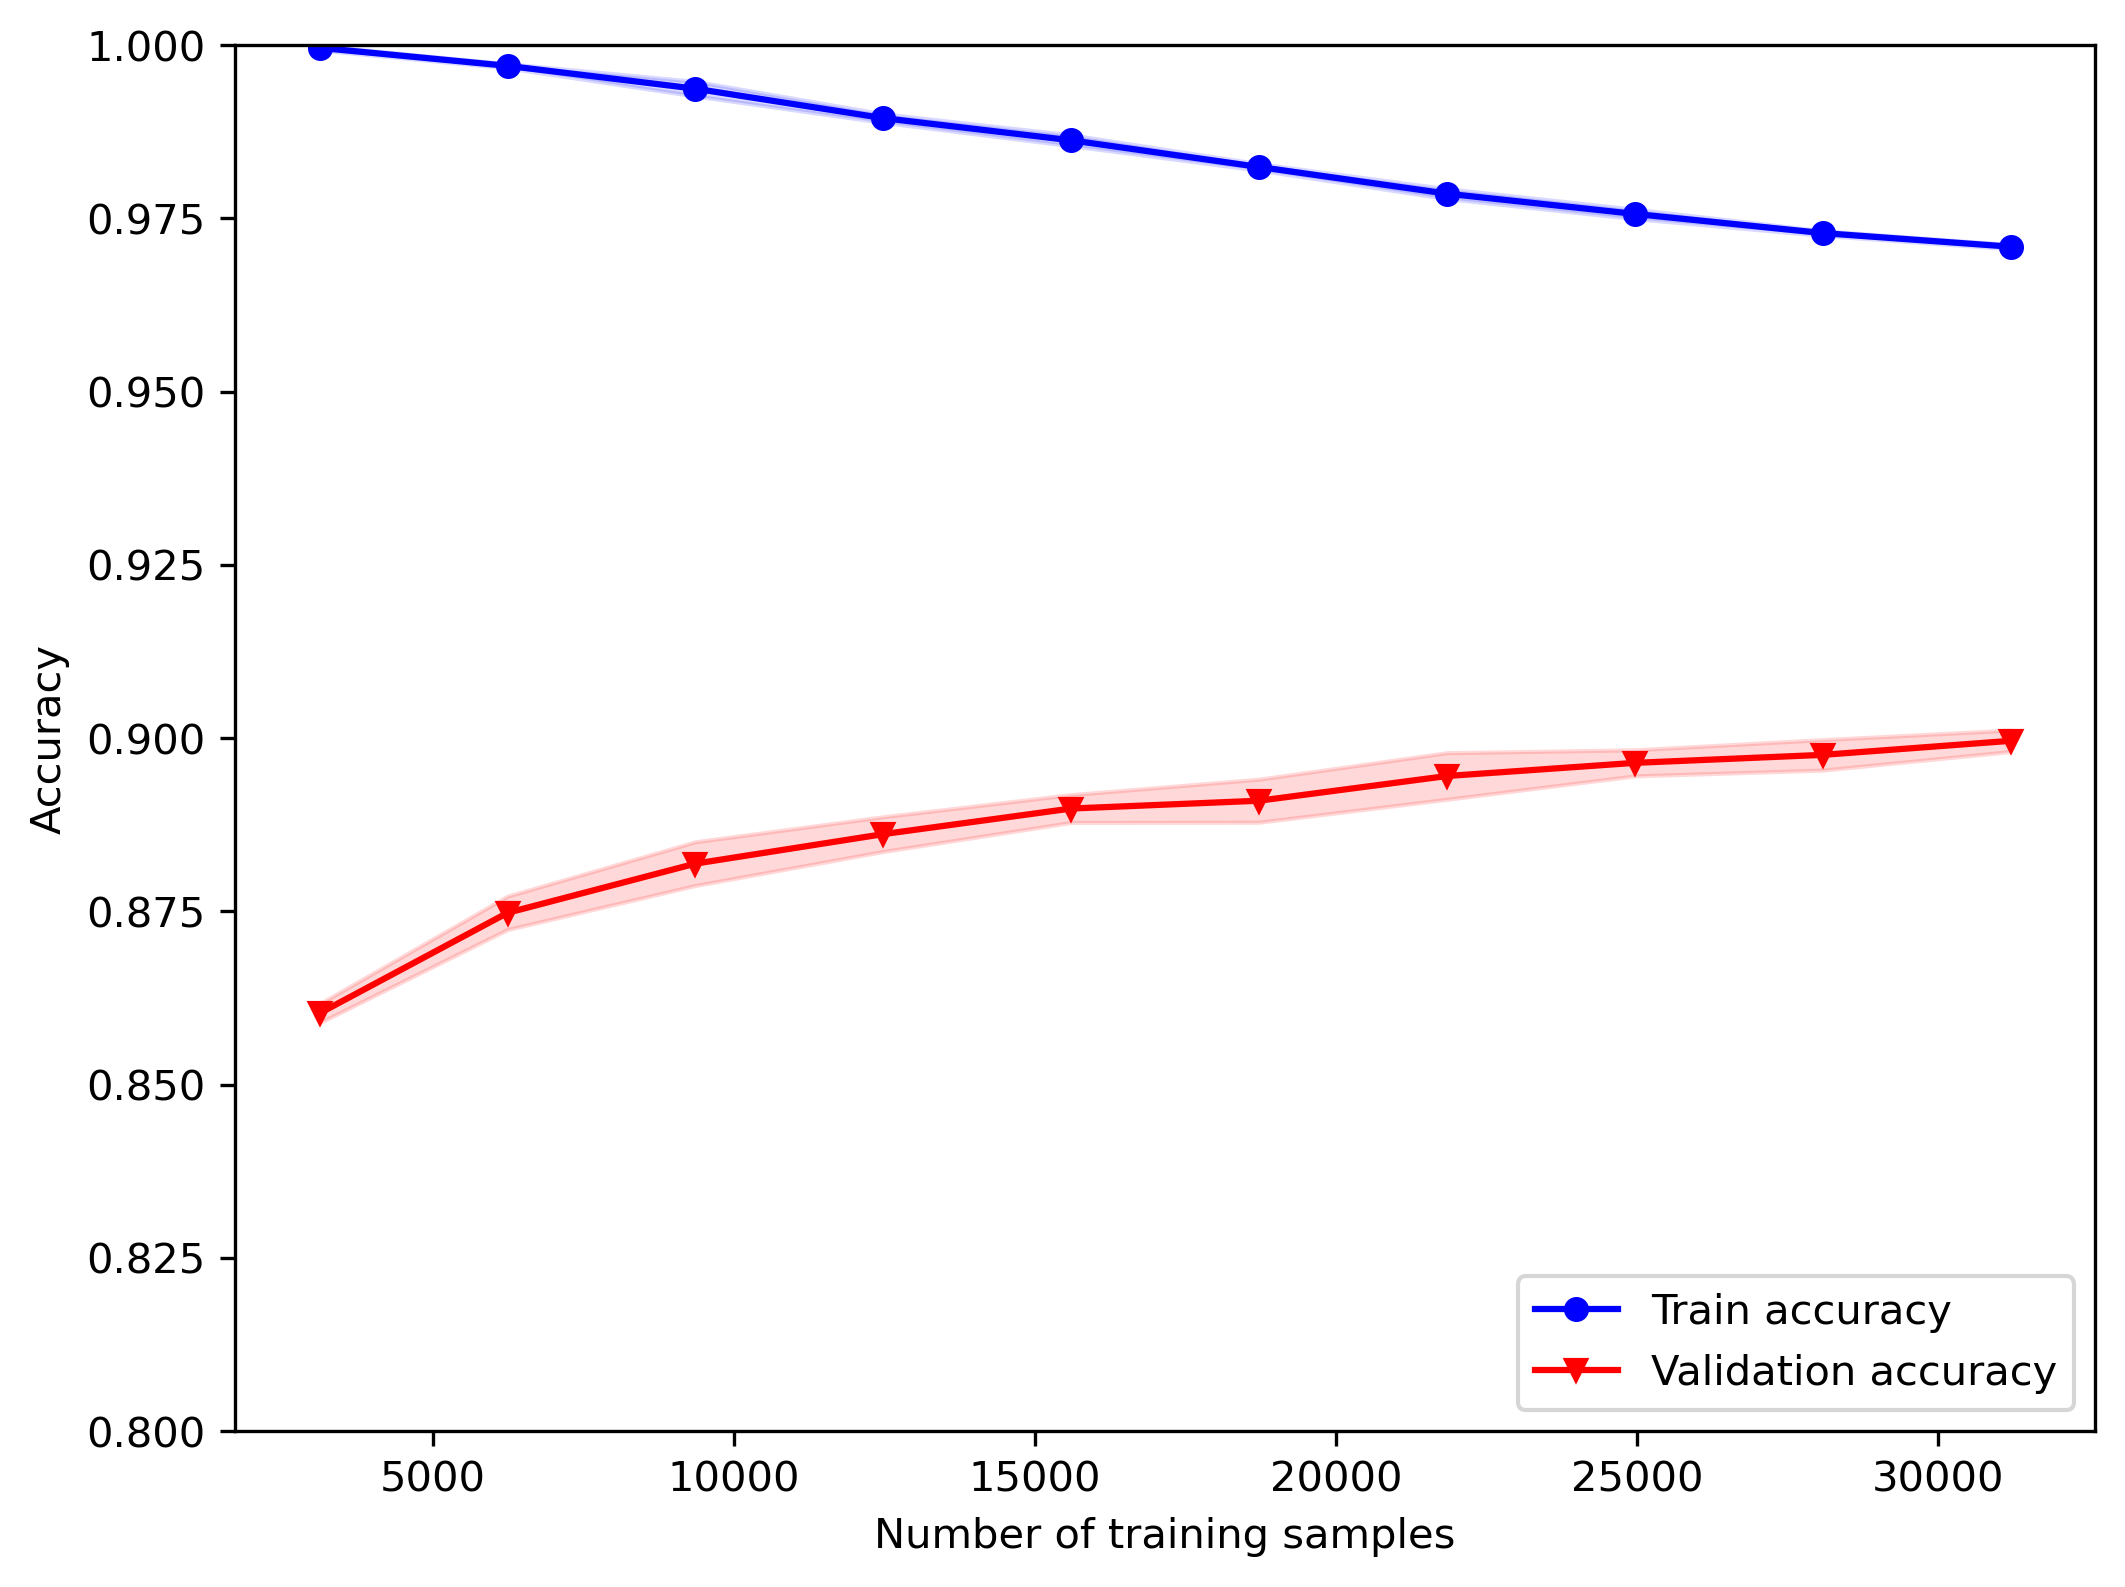 1.000
0.975
0.950
0.925
0.900
0.875
0.850
0.825
0.800
Accuracy
5000 10000 15000 20000 25000 30000
Number of training samples
Train accuracy
Validation accuracy